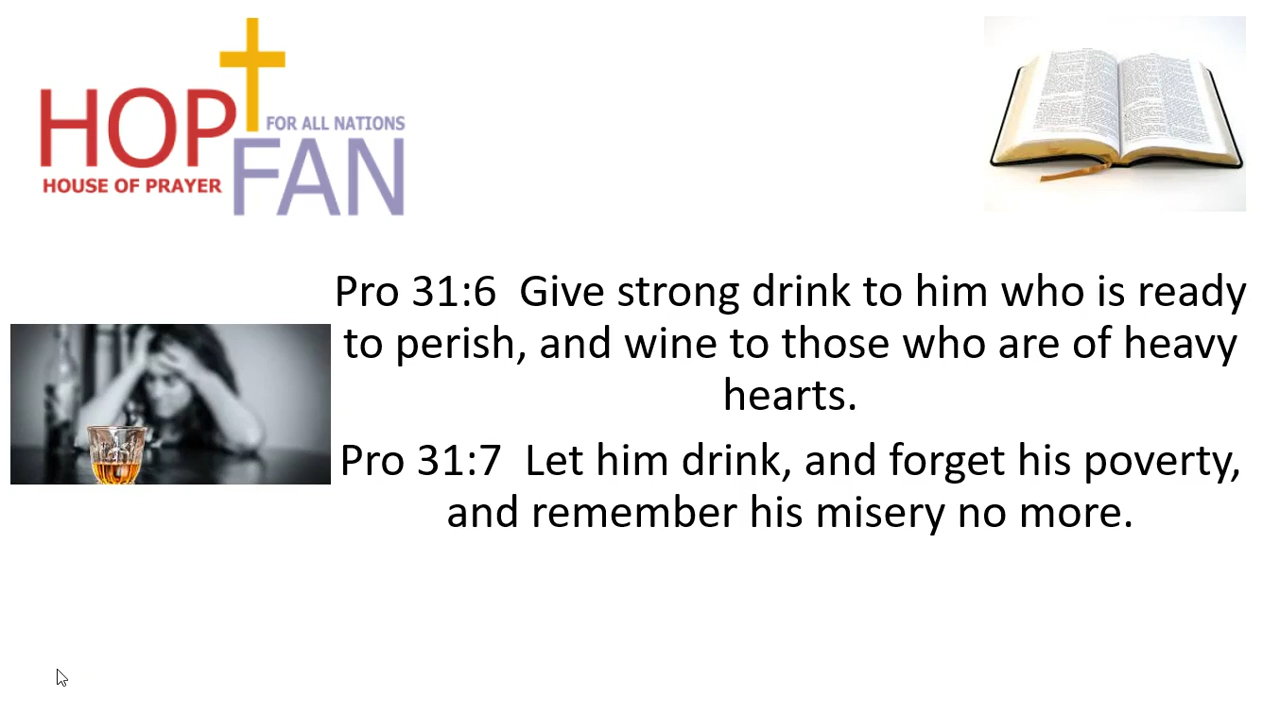 HOP
FOR ALL NATIONS
HOUSE OF PRAYER
FAN
Pro 31:6  Give strong drink to him who is ready
to perish, and wine to those who are of heavy
hearts.
Pro 31:7  Let him drink, and forget his poverty,
and remember his misery no more.